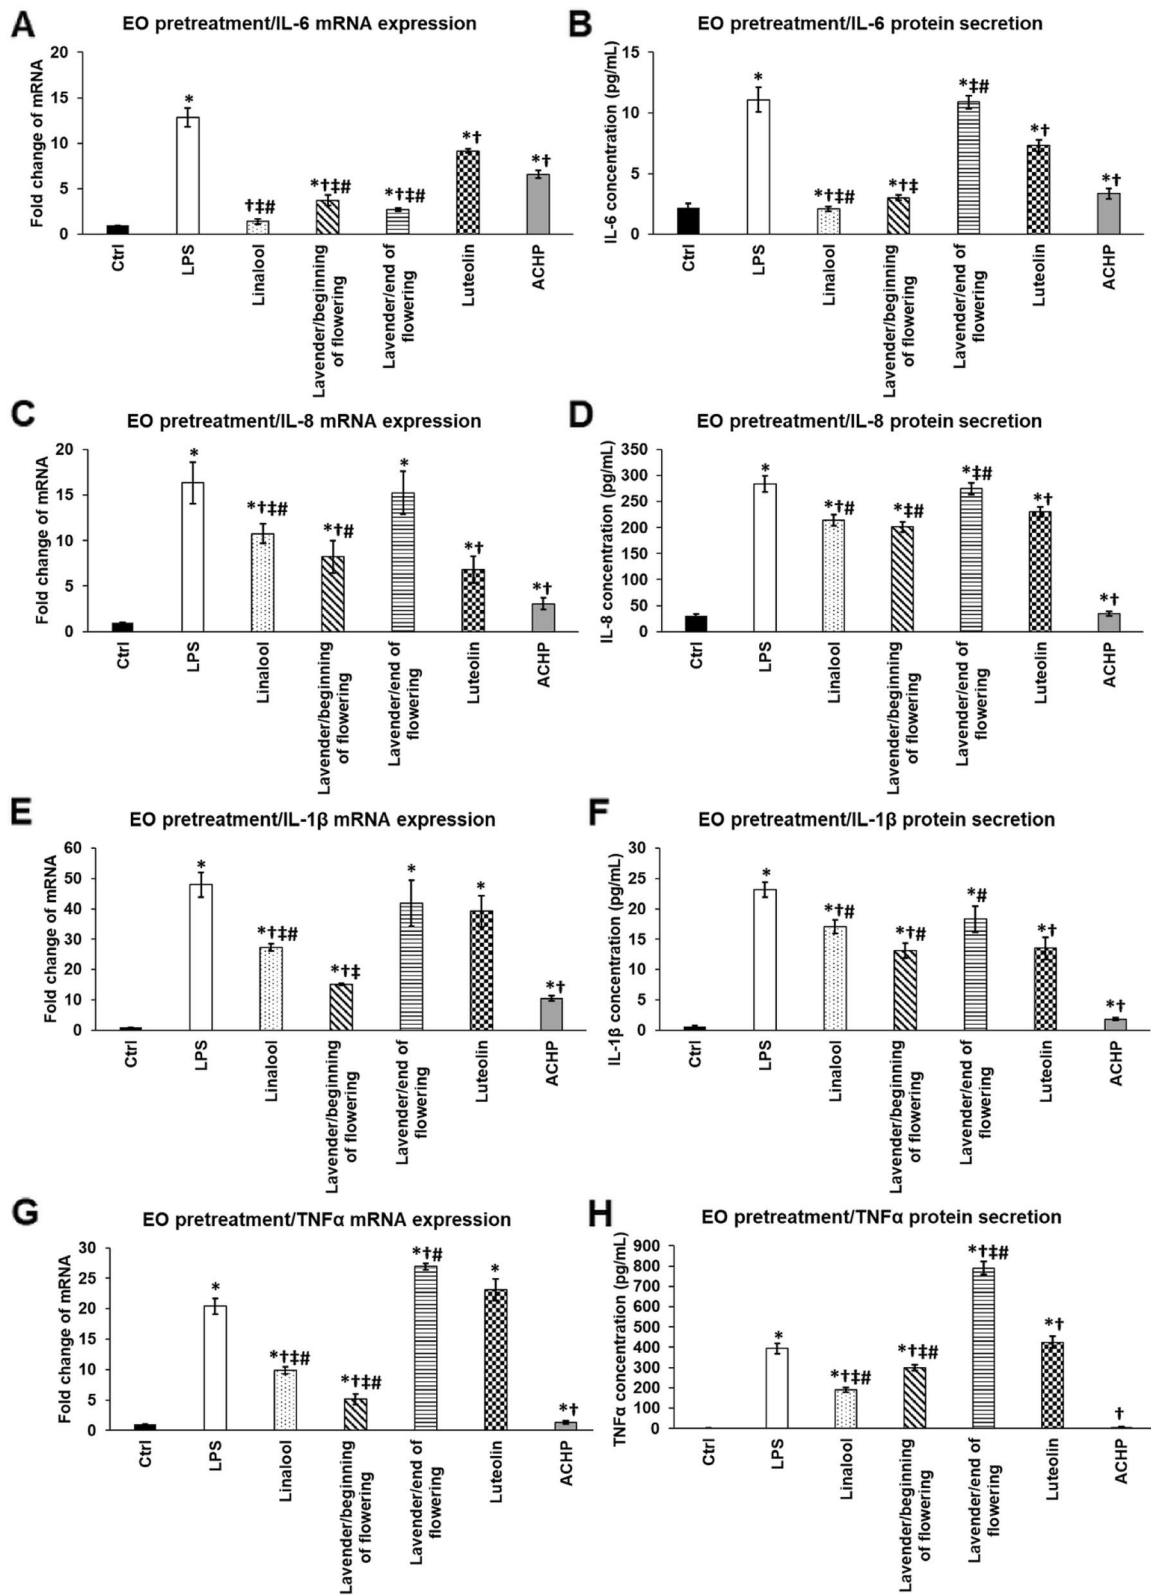 A
EO pretreatment/IL-6 mRNA expression
Fold change of mRNA
20
15
10
5
0
*
†‡#
*†‡#
*†‡#
*†
*†
Ctrl
LPS
Linalool
Lavender/beginning
of flowering
Lavender/end of
flowering
Luteolin
ACHP
B
EO pretreatment/IL-6 protein secretion
IL-6 concentration (pg/mL)
15
10
5
0
*
*†‡#
*†‡
*‡#
*†
*†
Ctrl
LPS
Linalool
Lavender/beginning
of flowering
Lavender/end of
flowering
Luteolin
ACHP
C
EO pretreatment/IL-8 mRNA expression
Fold change of mRNA
20
15
10
5
0
*
*†‡#
*†#
*
*†
*†
Ctrl
LPS
Linalool
Lavender/beginning
of flowering
Lavender/end of
flowering
Luteolin
ACHP
D
EO pretreatment/IL-8 protein secretion
IL-8 concentration (pg/mL)
350
300
250
200
150
100
50
0
*
*†#
*‡#
*‡#
*†
*†
Ctrl
LPS
Linalool
Lavender/beginning
of flowering
Lavender/end of
flowering
Luteolin
ACHP
E
EO pretreatment/IL-1β mRNA expression
Fold change of mRNA
60
50
40
30
20
10
0
*
*†‡#
*†‡
*
*
*†
Ctrl
LPS
Linalool
Lavender/beginning
of flowering
Lavender/end of
flowering
Luteolin
ACHP
F
EO pretreatment/IL-1β protein secretion
IL-1β concentration (pg/mL)
30
25
20
15
10
5
0
*
*†#
*†#
*#
*†
*†
Ctrl
LPS
Linalool
Lavender/beginning
of flowering
Lavender/end of
flowering
Luteolin
ACHP
G
EO pretreatment/TNFα mRNA expression
Fold change of mRNA
30
25
20
15
10
5
0
*
*†‡#
*†‡#
*†#
*
*†
Ctrl
LPS
Linalool
Lavender/beginning
of flowering
Lavender/end of
flowering
Luteolin
ACHP
H
EO pretreatment/TNFα protein secretion
TNFα concentration (pg/mL)
900
800
700
600
500
400
300
200
100
0
*
*†‡#
*†‡#
*†‡#
*†
†
Ctrl
LPS
Linalool
Lavender/beginning
of flowering
Lavender/end of
flowering
Luteolin
ACHP